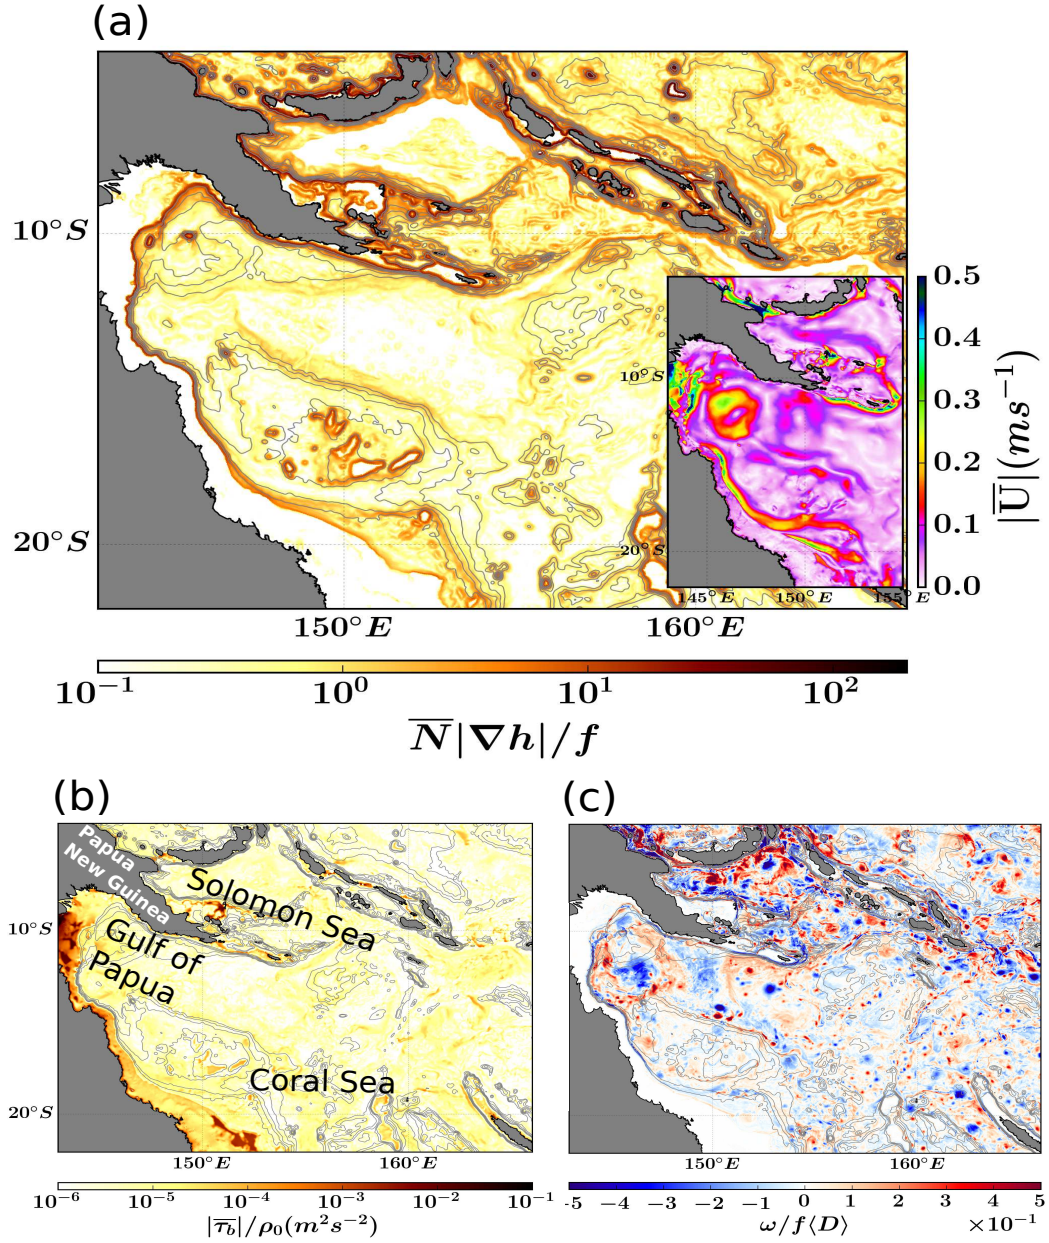 (a)
10°S
20°S
150°E
160°E
10°S
20°S
145°E
150°E
155°E
0.5
0.4
0.3
0.2
0.1
0.0
|U̅|(ms⁻¹)
10⁻¹
10⁰
10¹
10²
N̅|∇h|/f
(b)
Papua
New Guinea
Solomon Sea
Gulf of
Papua
Coral Sea
10°S
20°S
150°E
160°E
10⁻⁶
10⁻⁵
10⁻⁴
10⁻³
10⁻²
10⁻¹
|τ̅_b|/ρ₀(m²s⁻²)
(c)
150°E
160°E
-5
-4
-3
-2
-1
0
1
2
3
4
5
ω/f⟨D⟩
×10⁻¹